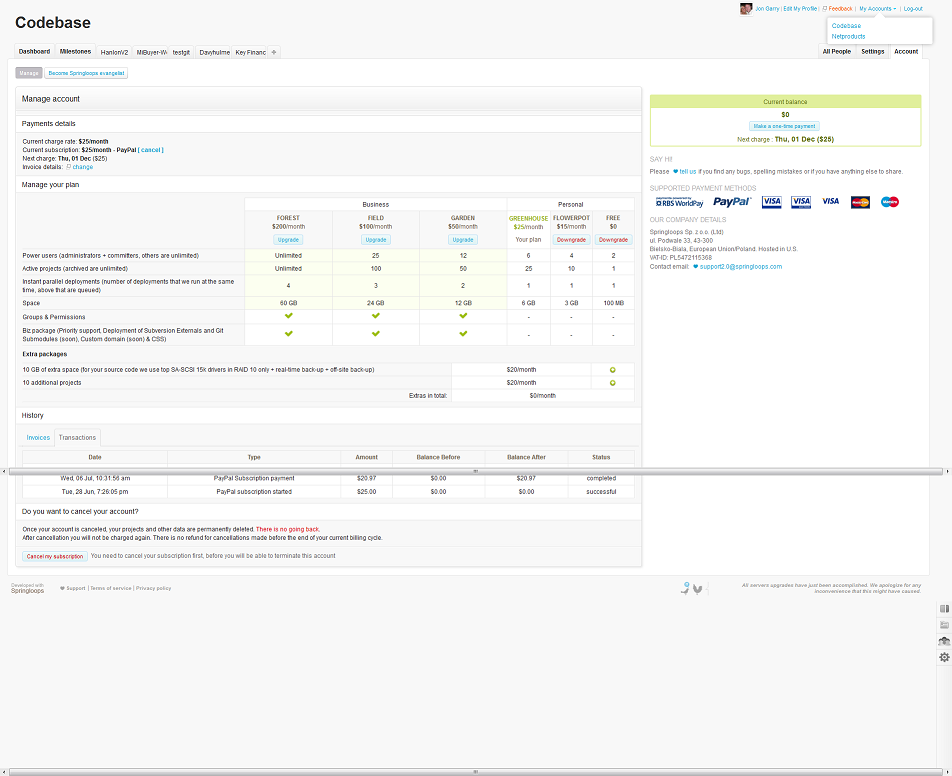 Jon Garry | Edit My Profile | Feedback | My Accounts | Log-out
Codebase
Codebase
Netproducts
Dashboard Milestones HanlonV2 MiBuyer-W testgit Davyhulme Key Financ + All People Settings Account
Manage Become Springloops evangelist
Manage account
Payments details
Current charge rate: $25/month
Current subscription: $25/month - PayPal [ cancel ]
Next charge: Thu, 01 Dec ($25)
Invoice details: change
Manage your plan
Business Personal
FOREST FIELD GARDEN GREENHOUSE FLOWERPOT FREE
$200/month $100/month $50/month $25/month $15/month $0
Upgrade Upgrade Upgrade Your plan Downgrade Downgrade
Power users (administrators + committers, others are unlimited) Unlimited 25 12 6 4 2
Active projects (archived are unlimited) Unlimited 100 50 25 10 1
Instant parallel deployments (number of deployments that we run at the same
time, above that are queued) 4 3 2 1 1 1
Space 60 GB 24 GB 12 GB 6 GB 3 GB 100 MB
Groups & Permissions - - -
Biz package (Priority support, Deployment of Subversion Externals and Git
Submodules (soon), Custom domain (soon) & CSS) - - -
Extra packages
10 GB of extra space (for your source code we use top SA-SCSI 15k drivers in RAID 10 only + real-time back-up + off-site back-up) $20/month
10 additional projects $20/month
Extras in total: $0/month
History
Invoices Transactions
Date Type Amount Balance Before Balance After Status
Wed, 06 Jul, 10:31:56 am PayPal Subscription payment $20.97 $0.00 $20.97 completed
Tue, 28 Jun, 7:26:05 pm PayPal subscription started $25.00 $0.00 $0.00 successful
Do you want to cancel your account?
Once your account is canceled, your projects and other data are permanently deleted. There is no going back.
After cancellation you will not be charged again. There is no refund for cancellations made before the end of your current billing cycle.
Cancel my subscription You need to cancel your subscription first, before you will be able to terminate this account
Current balance
$0
Make a one-time payment
Next charge : Thu, 01 Dec ($25)
SAY HI!
Please tell us if you find any bugs, spelling mistakes or if you have anything else to share.
SUPPORTED PAYMENT METHODS
payments powered by
RBS WorldPay PayPal VISA VISA VISA MasterCard Maestro
OUR COMPANY DETAILS
Springloops Sp. z o.o. (Ltd)
ul. Podwale 33, 43-300
Bielsko-Biala, European Union/Poland. Hosted in U.S.
VAT-ID: PL5472115368
Contact email: support2.0@springloops.com
Developed with
Springloops Support | Terms of service | Privacy policy
All servers upgrades have just been accomplished. We apologize for any
inconvenience that this might have caused.